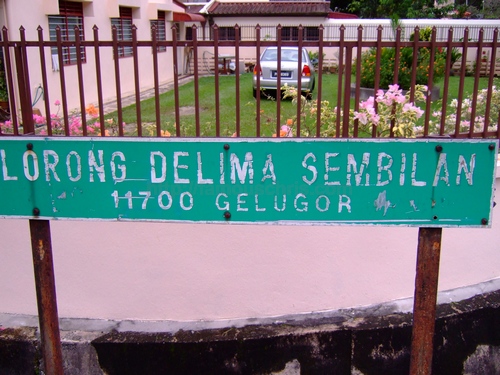 LORONG DELIMA SEMBILAN
11700 GELUGOR